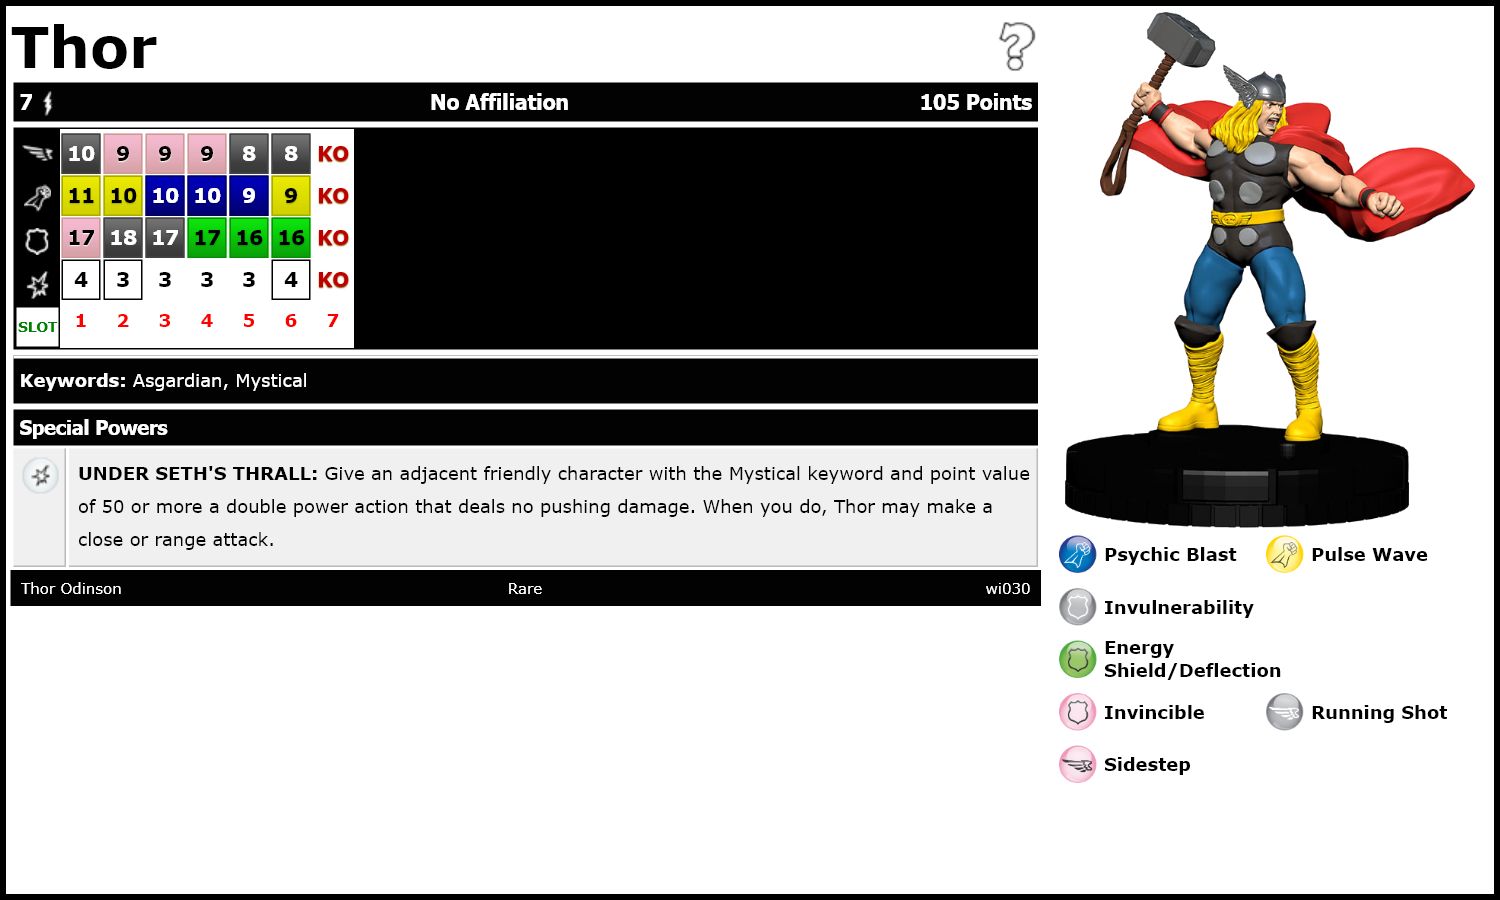 Thor
7 No Affiliation 105 Points
10 9 9 9 8 8 KO
11 10 10 10 9 9 KO
17 18 17 17 16 16 KO
4 3 3 3 3 4 KO
SLOT 1 2 3 4 5 6 7
Keywords: Asgardian, Mystical
Special Powers
UNDER SETH'S THRALL: Give an adjacent friendly character with the Mystical keyword and point value
of 50 or more a double power action that deals no pushing damage. When you do, Thor may make a
close or range attack.
Thor Odinson Rare wi030
Psychic Blast Pulse Wave
Invulnerability
Energy
Shield/Deflection
Invincible Running Shot
Sidestep